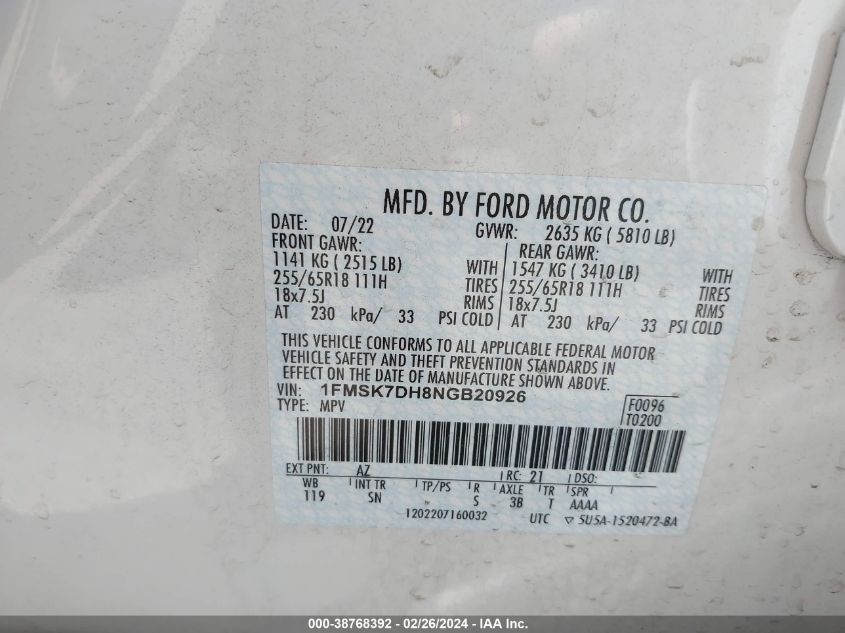 MFD. BY FORD MOTOR CO.
DATE: 07/22 GVWR: 2635 KG ( 5810 LB)
FRONT GAWR: REAR GAWR:
1141 KG ( 2515 LB) WITH 1547 KG ( 3410 LB) WITH
255/65R18 111H TIRES 255/65R18 111H TIRES
18x7.5J RIMS 18x7.5J RIMS
AT 230 kPa/ 33 PSI COLD AT 230 kPa/ 33 PSI COLD
THIS VEHICLE CONFORMS TO ALL APPLICABLE FEDERAL MOTOR
VEHICLE SAFETY AND THEFT PREVENTION STANDARDS IN
EFFECT ON THE DATE OF MANUFACTURE SHOWN ABOVE.
VIN: 1FMSK7DH8NGB20926
TYPE: MPV
F0096
T0200
EXT PNT: AZ RC: 21 DSO:
WB INT TR TP/PS R AXLE TR SPR
119 SN - S 3B T AAAA
1202207160032 UTC ▽ 5U5A-1520472-BA
000-38768392 - 02/26/2024 - IAA Inc.